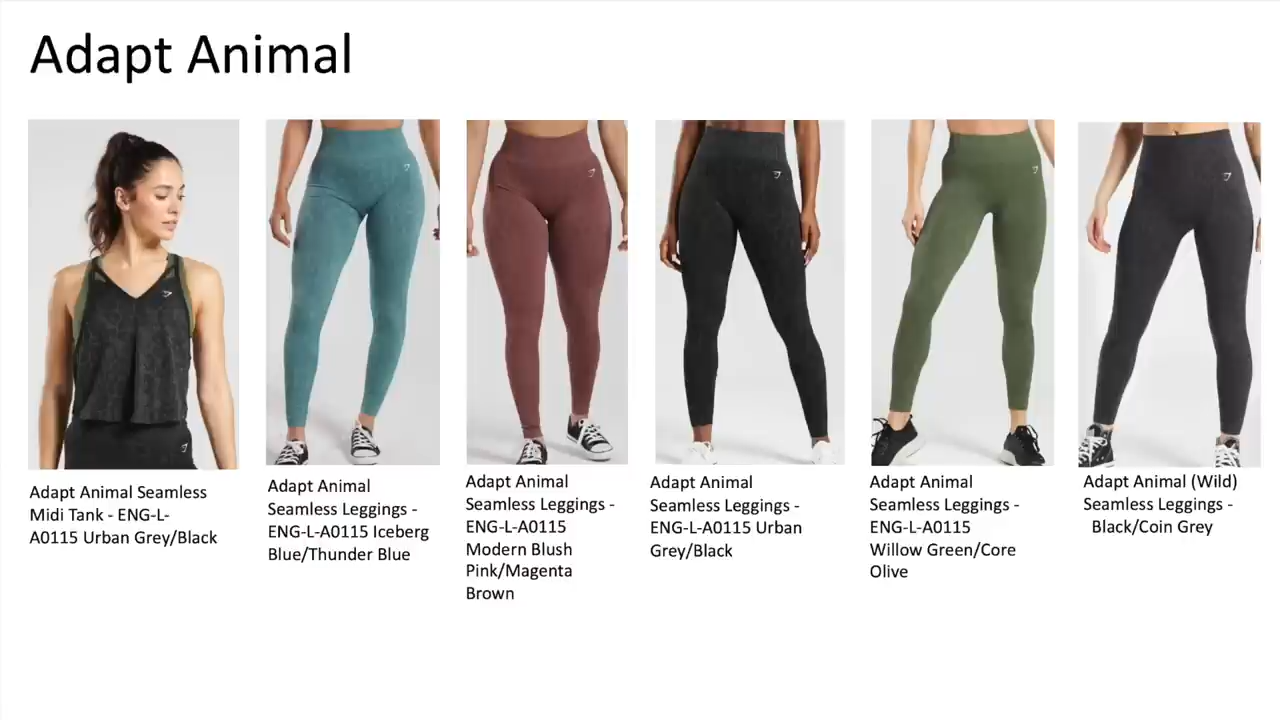 Adapt Animal
Adapt Animal Seamless
Midi Tank - ENG-L-
A0115 Urban Grey/Black
Adapt Animal
Seamless Leggings -
ENG-L-A0115 Iceberg
Blue/Thunder Blue
Adapt Animal
Seamless Leggings -
ENG-L-A0115
Modern Blush
Pink/Magenta
Brown
Adapt Animal
Seamless Leggings -
ENG-L-A0115 Urban
Grey/Black
Adapt Animal
Seamless Leggings -
ENG-L-A0115
Willow Green/Core
Olive
Adapt Animal (Wild)
Seamless Leggings -
Black/Coin Grey